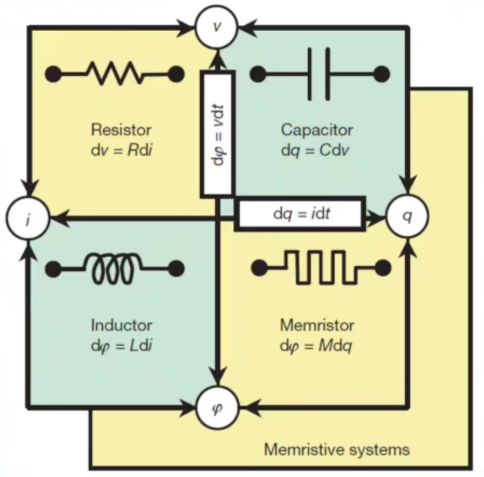 v
Resistor
dv = Rdi
dφ = vdt
Capacitor
dq = Cdv
i
dq = idt
q
Inductor
dφ = Ldi
Memristor
dφ = Mdq
φ
Memristive systems